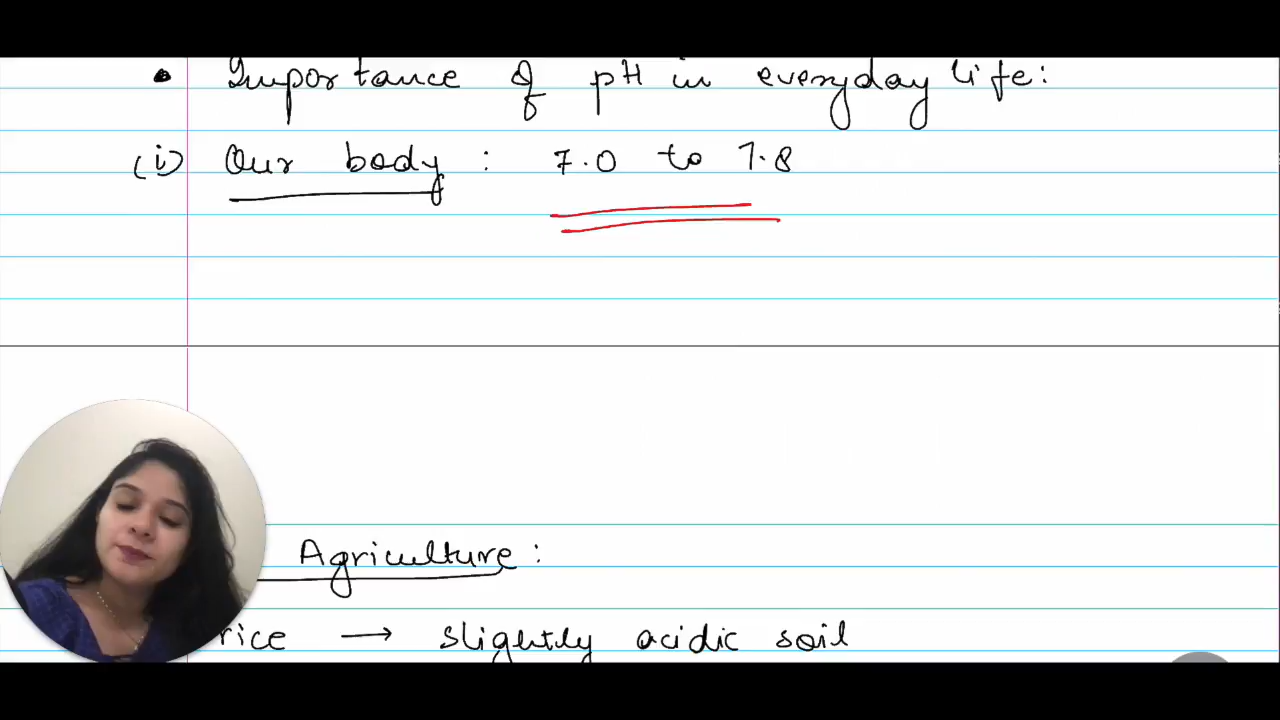 • Importance of pH in everyday life:
(i) Our body : 7.0 to 7.8
Agriculture:
rice → slightly acidic soil